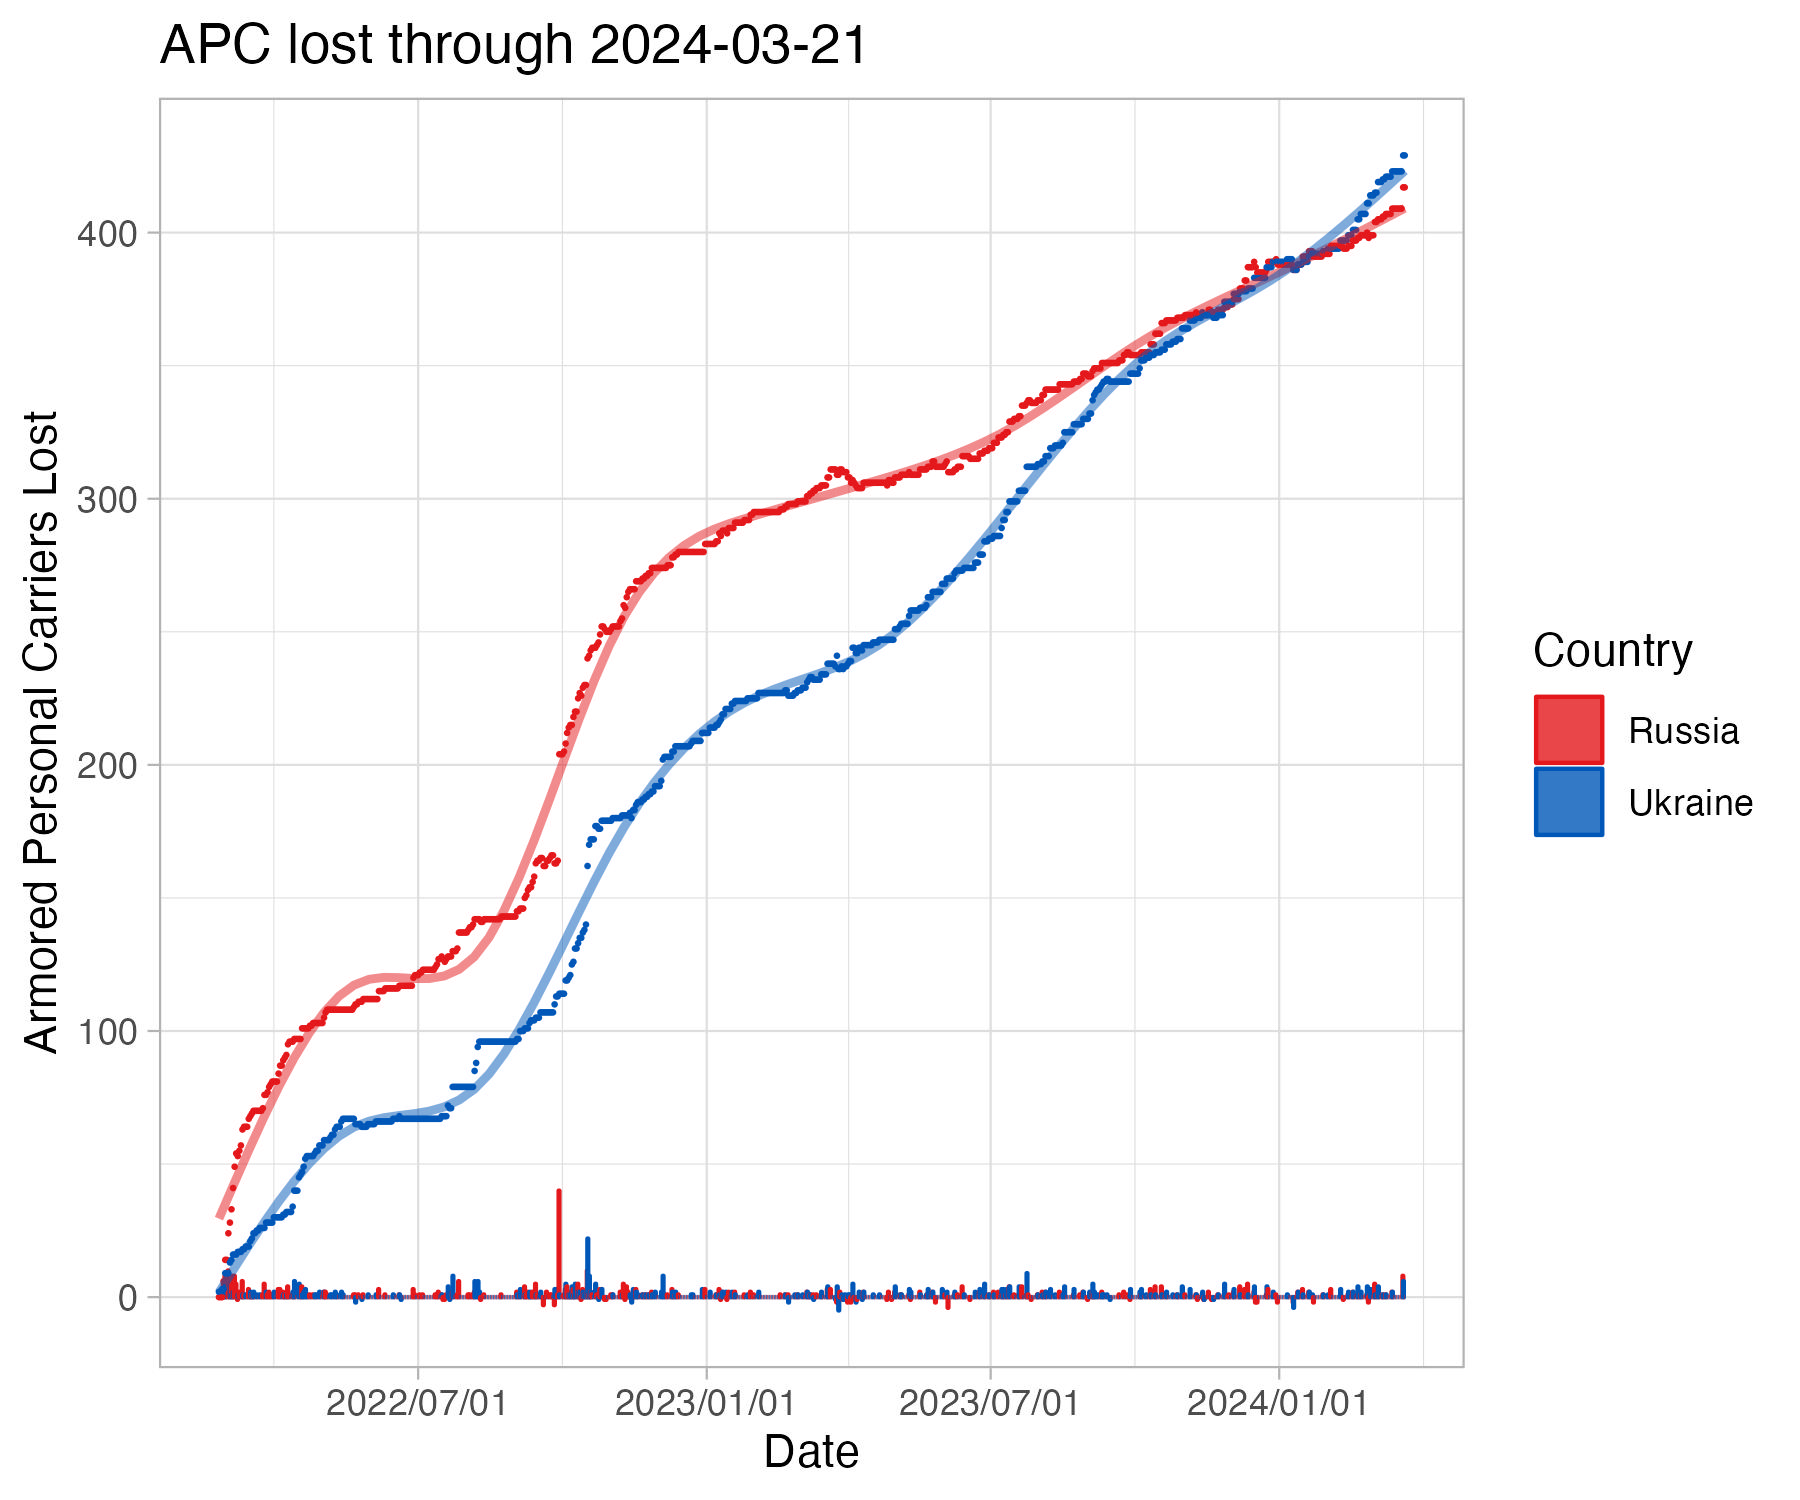 APC lost through 2024-03-21
Armored Personal Carriers Lost
400
300
200
100
0
2022/07/01
2023/01/01
2023/07/01
2024/01/01
Date
Country
Russia
Ukraine